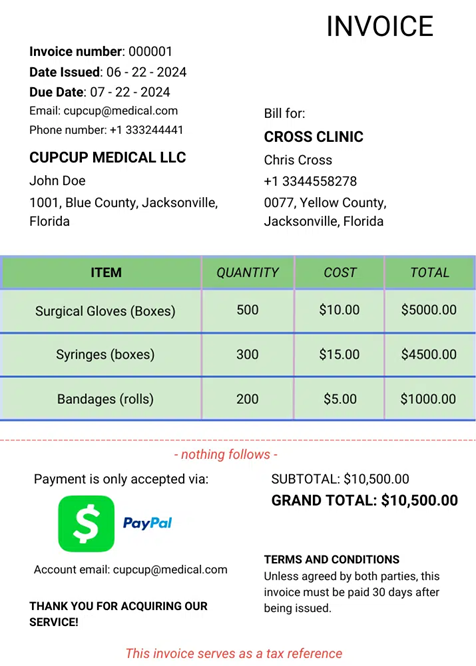 INVOICE
Invoice number: 000001
Date Issued: 06 - 22 - 2024
Due Date: 07 - 22 - 2024
Email: cupcup@medical.com
Phone number: +1 333244441
CUPCUP MEDICAL LLC
John Doe
1001, Blue County, Jacksonville,
Florida
Bill for:
CROSS CLINIC
Chris Cross
+1 3344558278
0077, Yellow County,
Jacksonville, Florida
ITEM QUANTITY COST TOTAL
Surgical Gloves (Boxes) 500 $10.00 $5000.00
Syringes (boxes) 300 $15.00 $4500.00
Bandages (rolls) 200 $5.00 $1000.00
- nothing follows -
Payment is only accepted via:
$ PayPal
Account email: cupcup@medical.com
THANK YOU FOR ACQUIRING OUR
SERVICE!
SUBTOTAL: $10,500.00
GRAND TOTAL: $10,500.00
TERMS AND CONDITIONS
Unless agreed by both parties, this
invoice must be paid 30 days after
being issued.
This invoice serves as a tax reference